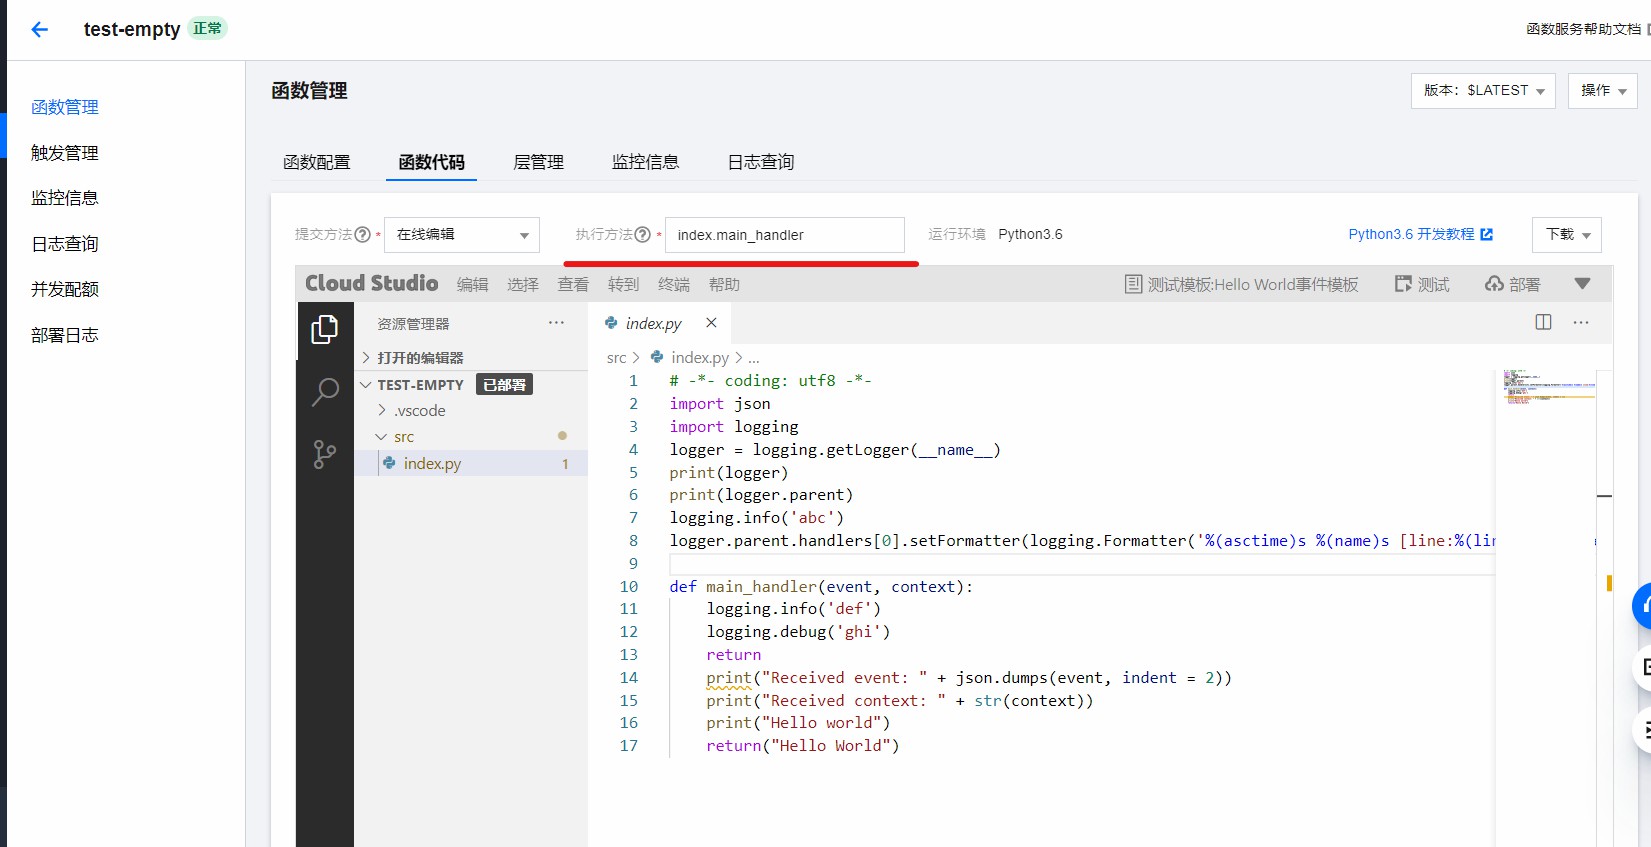 test-empty 正常
函数服务帮助文档
函数管理
触发管理
监控信息
日志查询
并发配额
部署日志
函数管理
版本：$LATEST
操作
函数配置
函数代码
层管理
监控信息
日志查询
提交方法 * 在线编辑
执行方法 * index.main_handler
运行环境 Python3.6
Python3.6 开发教程
下载
Cloud Studio 编辑 选择 查看 转到 终端 帮助
测试模板:Hello World事件模板 测试 部署
资源管理器 ...
打开的编辑器
TEST-EMPTY 已部署
.vscode
src
index.py 1
index.py
src > index.py > ...
1 # -*- coding: utf8 -*-
2 import json
3 import logging
4 logger = logging.getLogger(__name__)
5 print(logger)
6 print(logger.parent)
7 logging.info('abc')
8 logger.parent.handlers[0].setFormatter(logging.Formatter('%(asctime)s %(name)s [line:%(lin
9
10 def main_handler(event, context):
11 logging.info('def')
12 logging.debug('ghi')
13 return
14 print("Received event: " + json.dumps(event, indent = 2))
15 print("Received context: " + str(context))
16 print("Hello world")
17 return("Hello World")